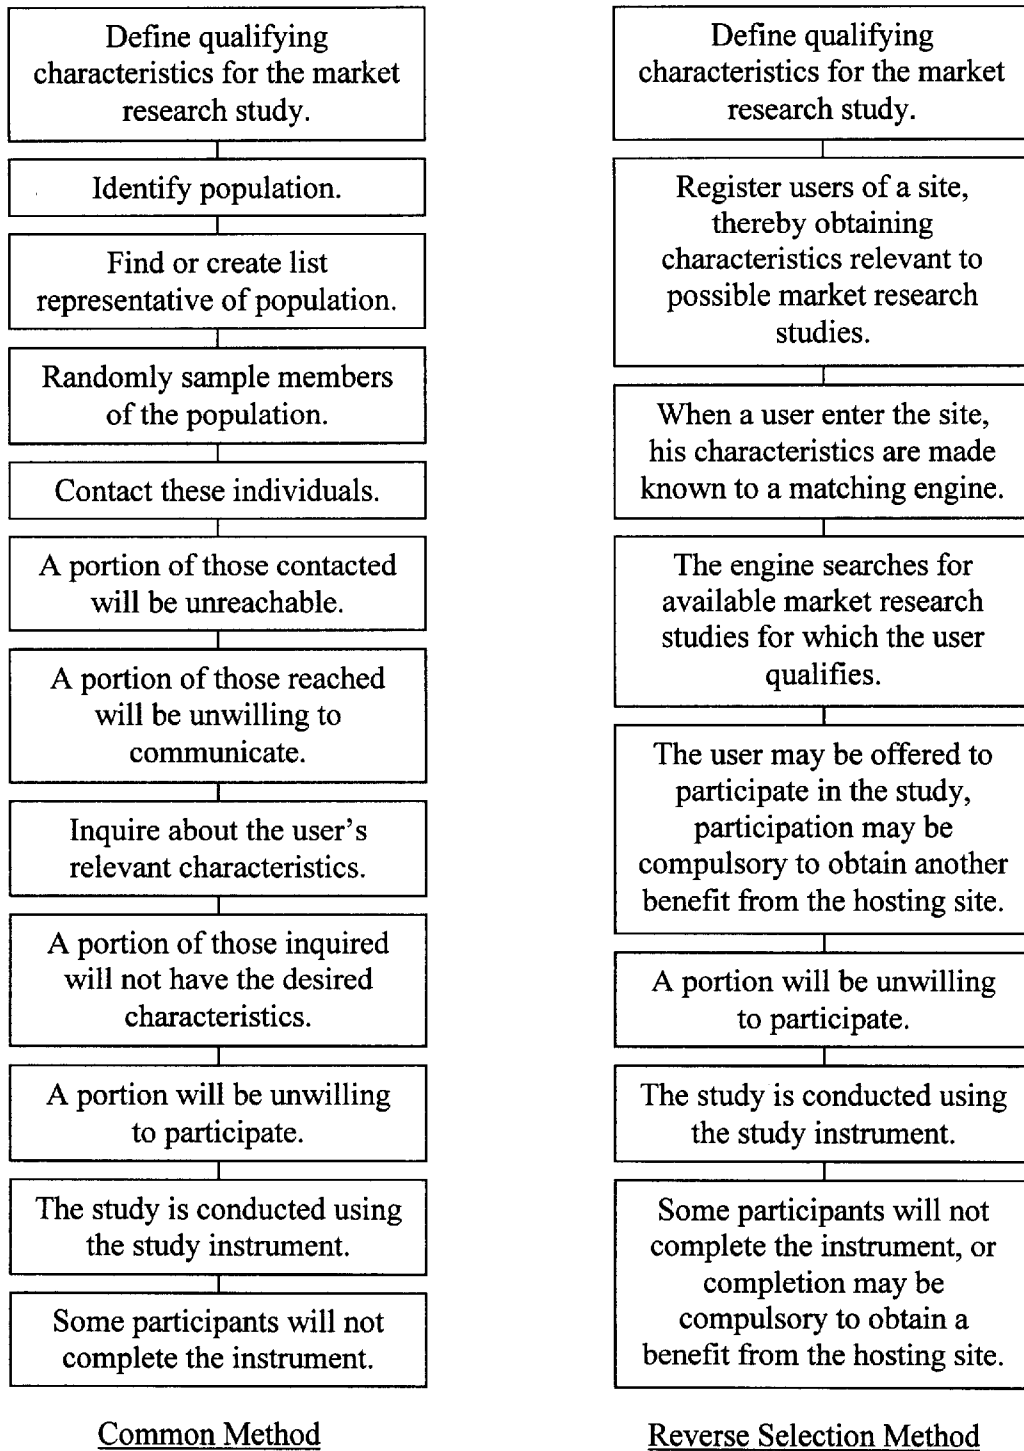 Define qualifying
characteristics for the market
research study.
Identify population.
Find or create list
representative of population.
Randomly sample members
of the population.
Contact these individuals.
A portion of those contacted
will be unreachable.
A portion of those reached
will be unwilling to
communicate.
Inquire about the user's
relevant characteristics.
A portion of those inquired
will not have the desired
characteristics.
A portion will be unwilling
to participate.
The study is conducted using
the study instrument.
Some participants will not
complete the instrument.
Common Method
Define qualifying
characteristics for the market
research study.
Register users of a site,
thereby obtaining
characteristics relevant to
possible market research
studies.
When a user enter the site,
his characteristics are made
known to a matching engine.
The engine searches for
available market research
studies for which the user
qualifies.
The user may be offered to
participate in the study,
participation may be
compulsory to obtain another
benefit from the hosting site.
A portion will be unwilling
to participate.
The study is conducted using
the study instrument.
Some participants will not
complete the instrument, or
completion may be
compulsory to obtain a
benefit from the hosting site.
Reverse Selection Method